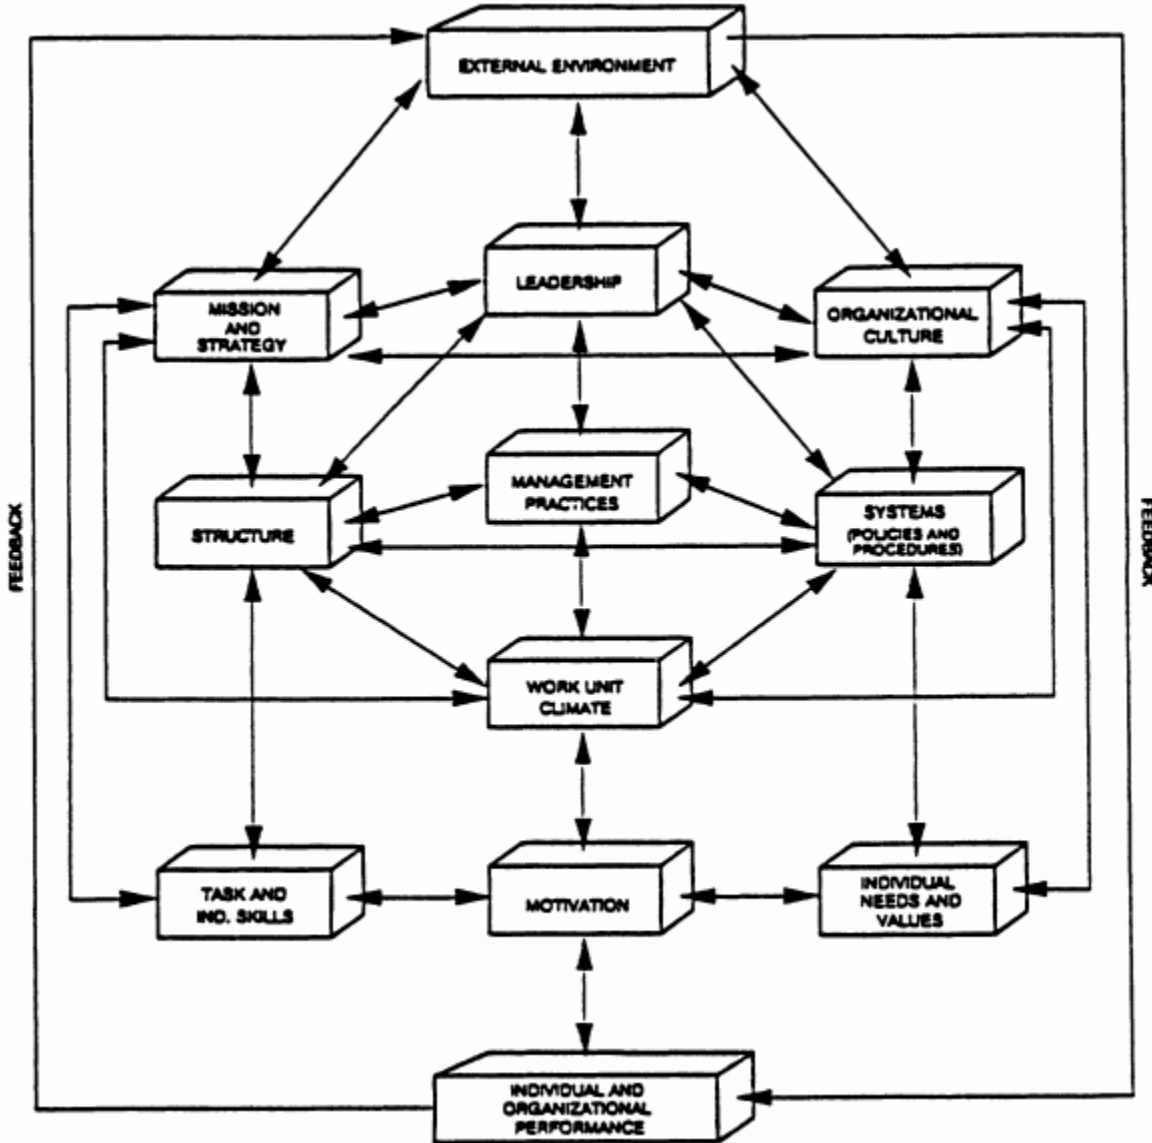 EXTERNAL ENVIRONMENT
LEADERSHIP
MISSION
AND
STRATEGY
ORGANIZATIONAL
CULTURE
MANAGEMENT
PRACTICES
STRUCTURE
SYSTEMS
(POLICIES AND
PROCEDURES)
FEEDBACK
FEEDBACK
WORK UNIT
CLIMATE
TASK AND
IND. SKILLS
MOTIVATION
INDIVIDUAL
NEEDS AND
VALUES
INDIVIDUAL AND
ORGANIZATIONAL
PERFORMANCE